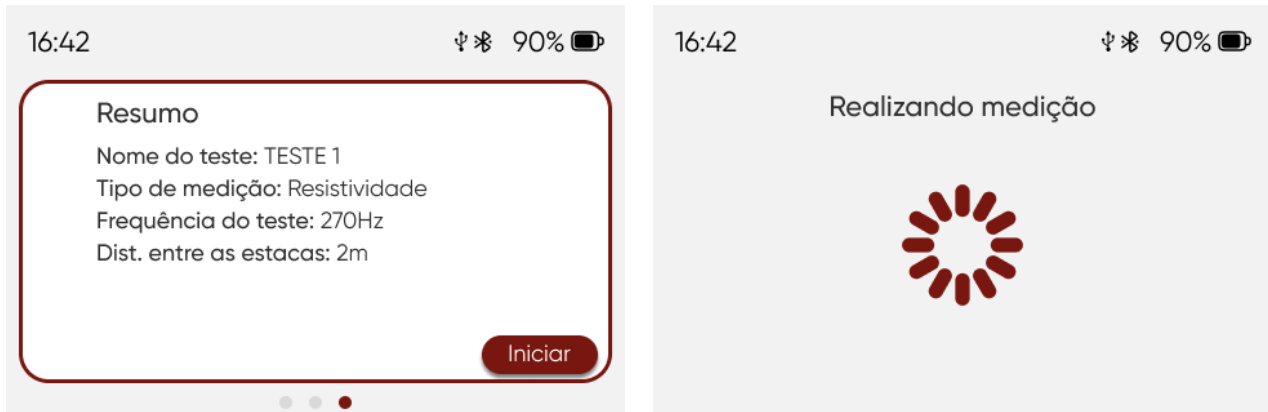 16:42 90%
Resumo
Nome do teste: TESTE 1
Tipo de medição: Resistividade
Frequência do teste: 270Hz
Dist. entre as estacas: 2m
Iniciar
16:42 90%
Realizando medição